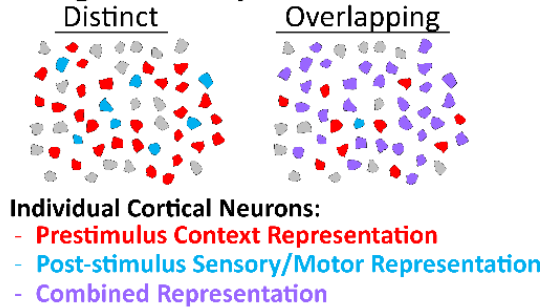 Distinct
Overlapping
Individual Cortical Neurons:
- Prestimulus Context Representation
- Post-stimulus Sensory/Motor Representation
- Combined Representation